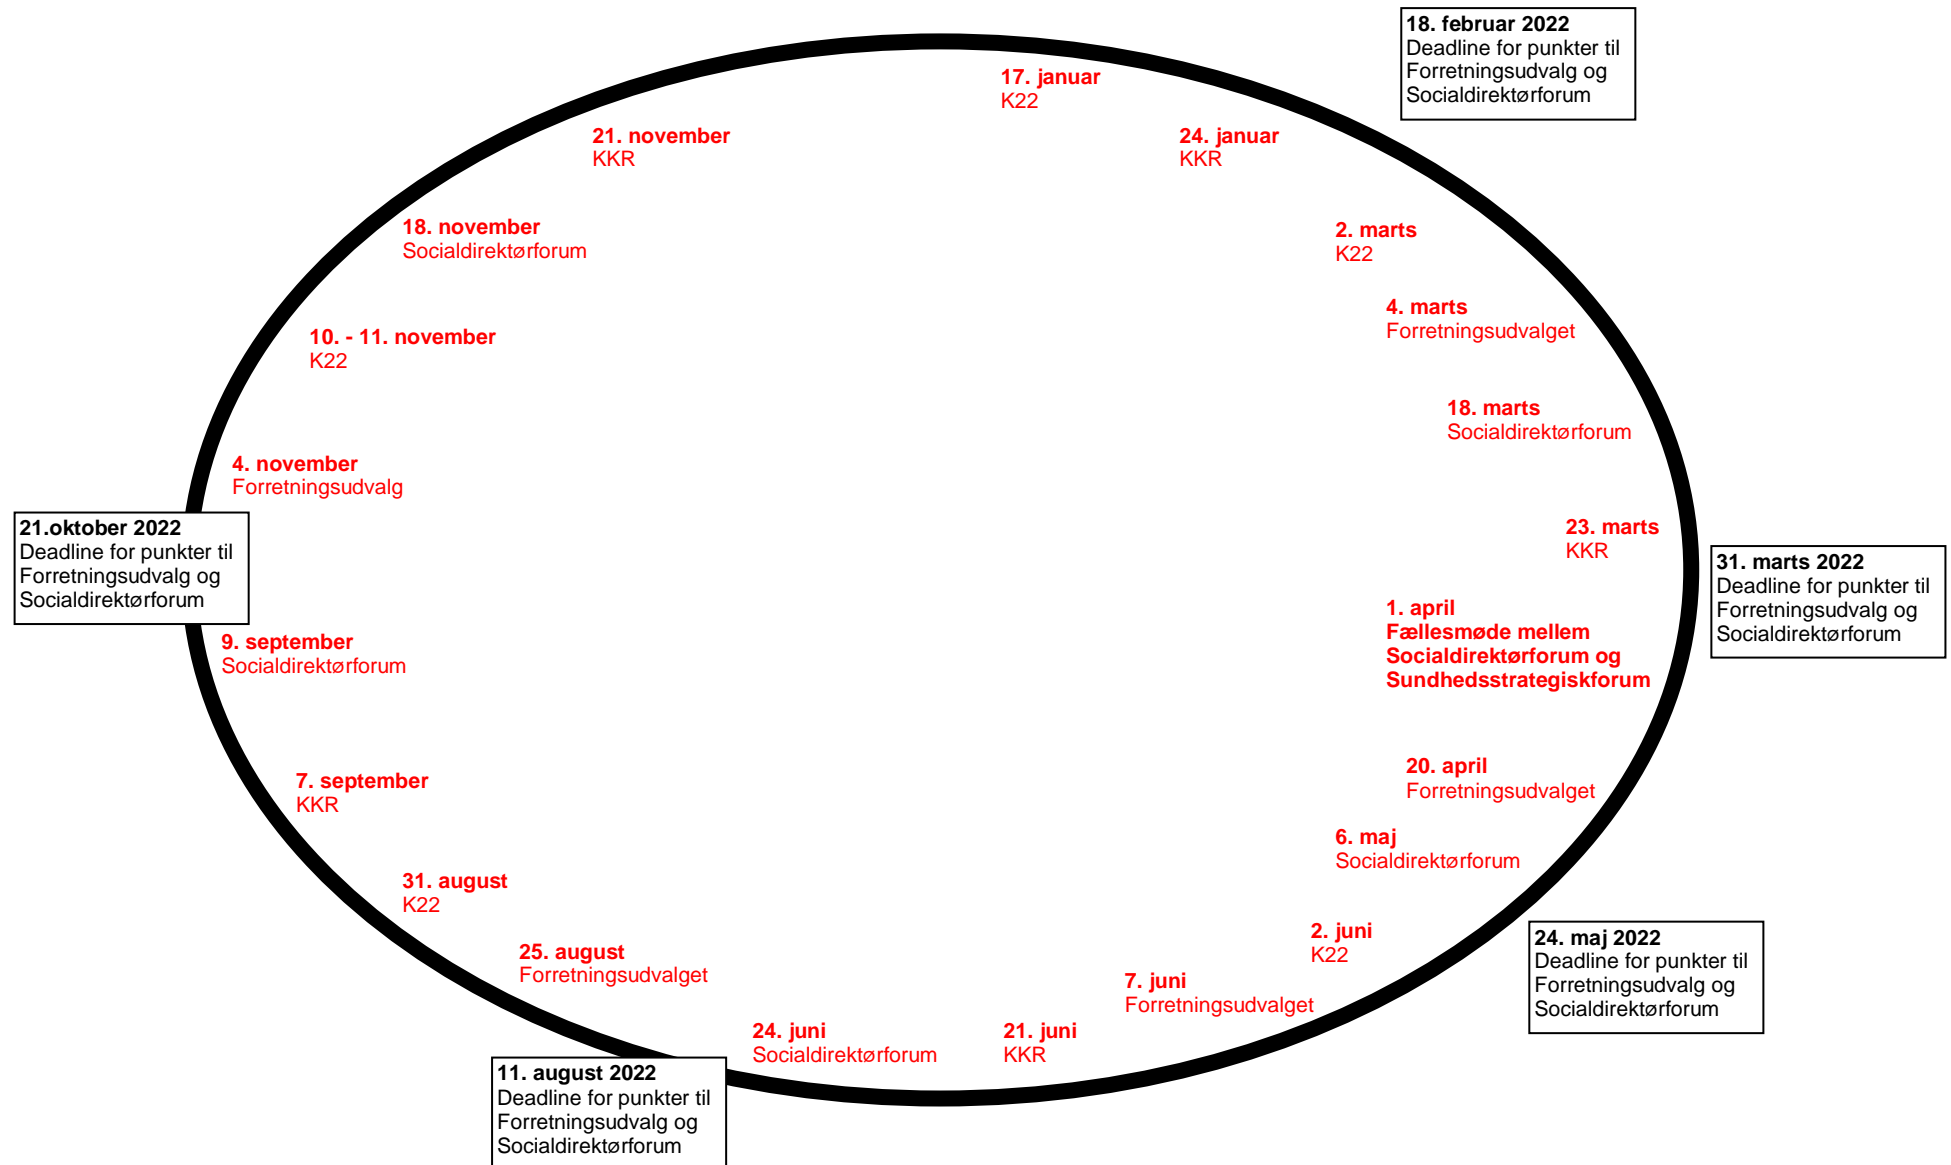 18. februar 2022
Deadline for punkter til
Forretningsudvalg og
Socialdirektørforum
17. januar
K22
24. januar
KKR
2. marts
K22
4. marts
Forretningsudvalget
18. marts
Socialdirektørforum
23. marts
KKR
31. marts 2022
Deadline for punkter til
Forretningsudvalg og
Socialdirektørforum
1. april
Fællesmøde mellem
Socialdirektørforum og
Sundhedsstrategiskforum
20. april
Forretningsudvalget
6. maj
Socialdirektørforum
24. maj 2022
Deadline for punkter til
Forretningsudvalg og
Socialdirektørforum
2. juni
K22
7. juni
Forretningsudvalget
21. juni
KKR
24. juni
Socialdirektørforum
11. august 2022
Deadline for punkter til
Forretningsudvalg og
Socialdirektørforum
25. august
Forretningsudvalget
31. august
K22
7. september
KKR
9. september
Socialdirektørforum
21.oktober 2022
Deadline for punkter til
Forretningsudvalg og
Socialdirektørforum
4. november
Forretningsudvalg
10. - 11. november
K22
18. november
Socialdirektørforum
21. november
KKR